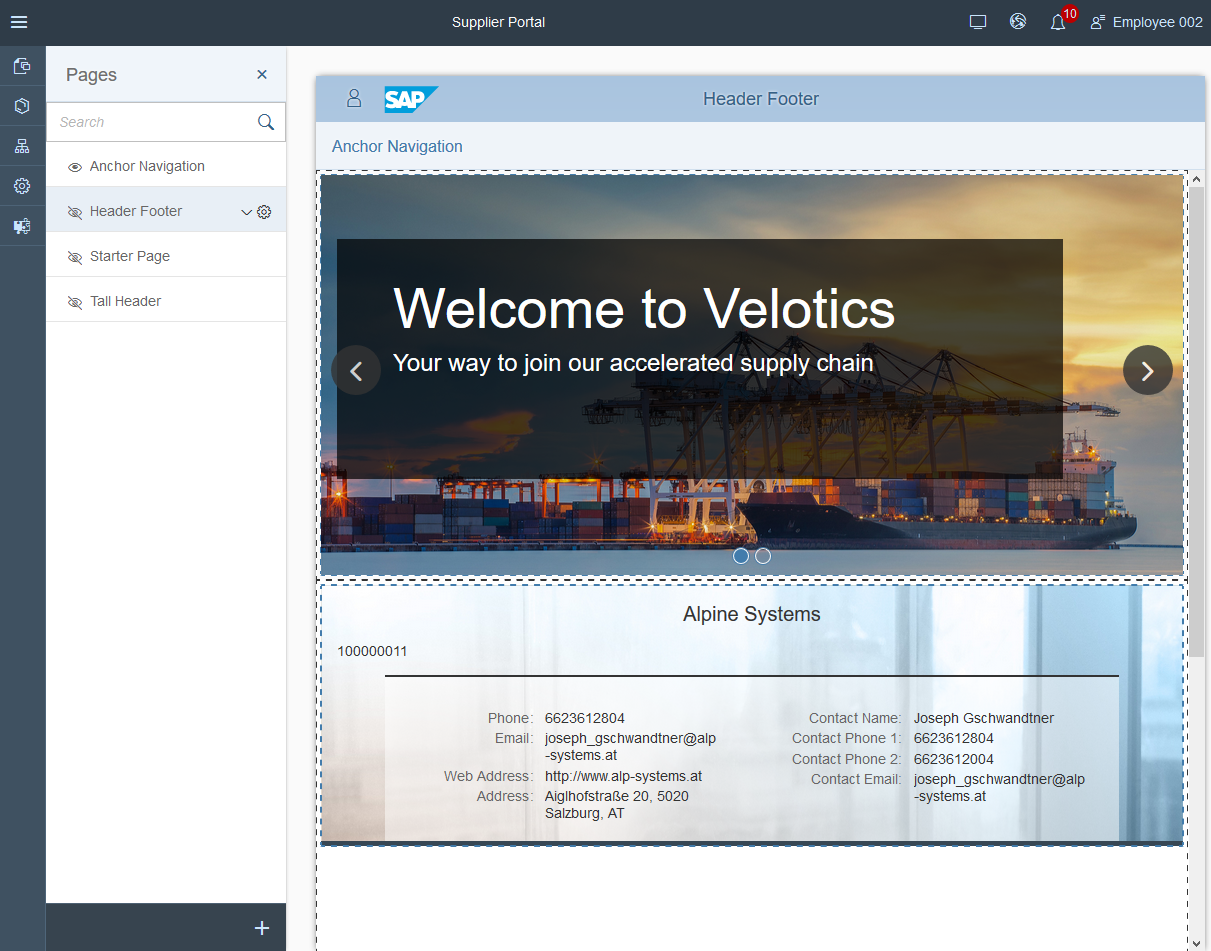 Supplier Portal
10
Employee 002
Pages
Search
Anchor Navigation
Header Footer
Starter Page
Tall Header
SAP
Header Footer
Anchor Navigation
Welcome to Velotics
Your way to join our accelerated supply chain
Alpine Systems
100000011
Phone: 6623612804
Email: joseph_gschwandtner@alp
-systems.at
Web Address: http://www.alp-systems.at
Address: Aiglhofstraße 20, 5020
Salzburg, AT
Contact Name: Joseph Gschwandtner
Contact Phone 1: 6623612804
Contact Phone 2: 6623612004
Contact Email: joseph_gschwandtner@alp
-systems.at